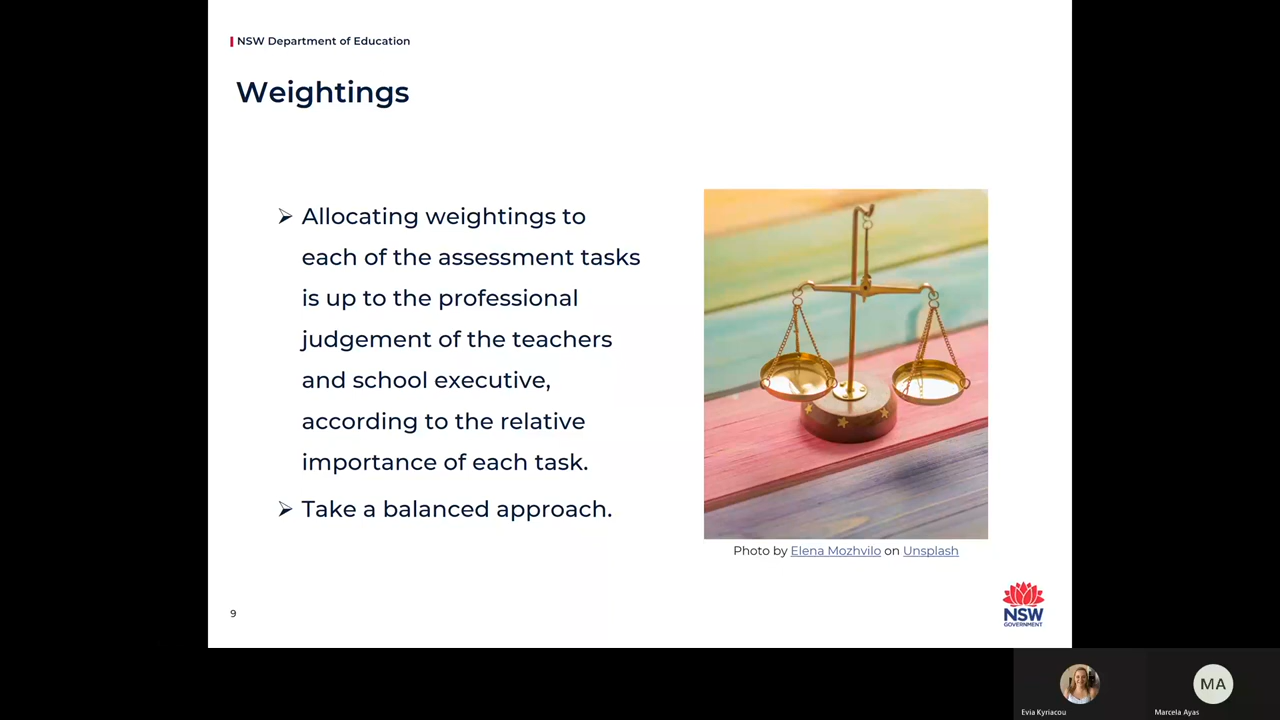 NSW Department of Education
Weightings
➢ Allocating weightings to
each of the assessment tasks
is up to the professional
judgement of the teachers
and school executive,
according to the relative
importance of each task.
➢ Take a balanced approach.
Photo by Elena Mozhvilo on Unsplash
9
NSW
GOVERNMENT
MA
Evia Kyriacou
Marcela Ayas